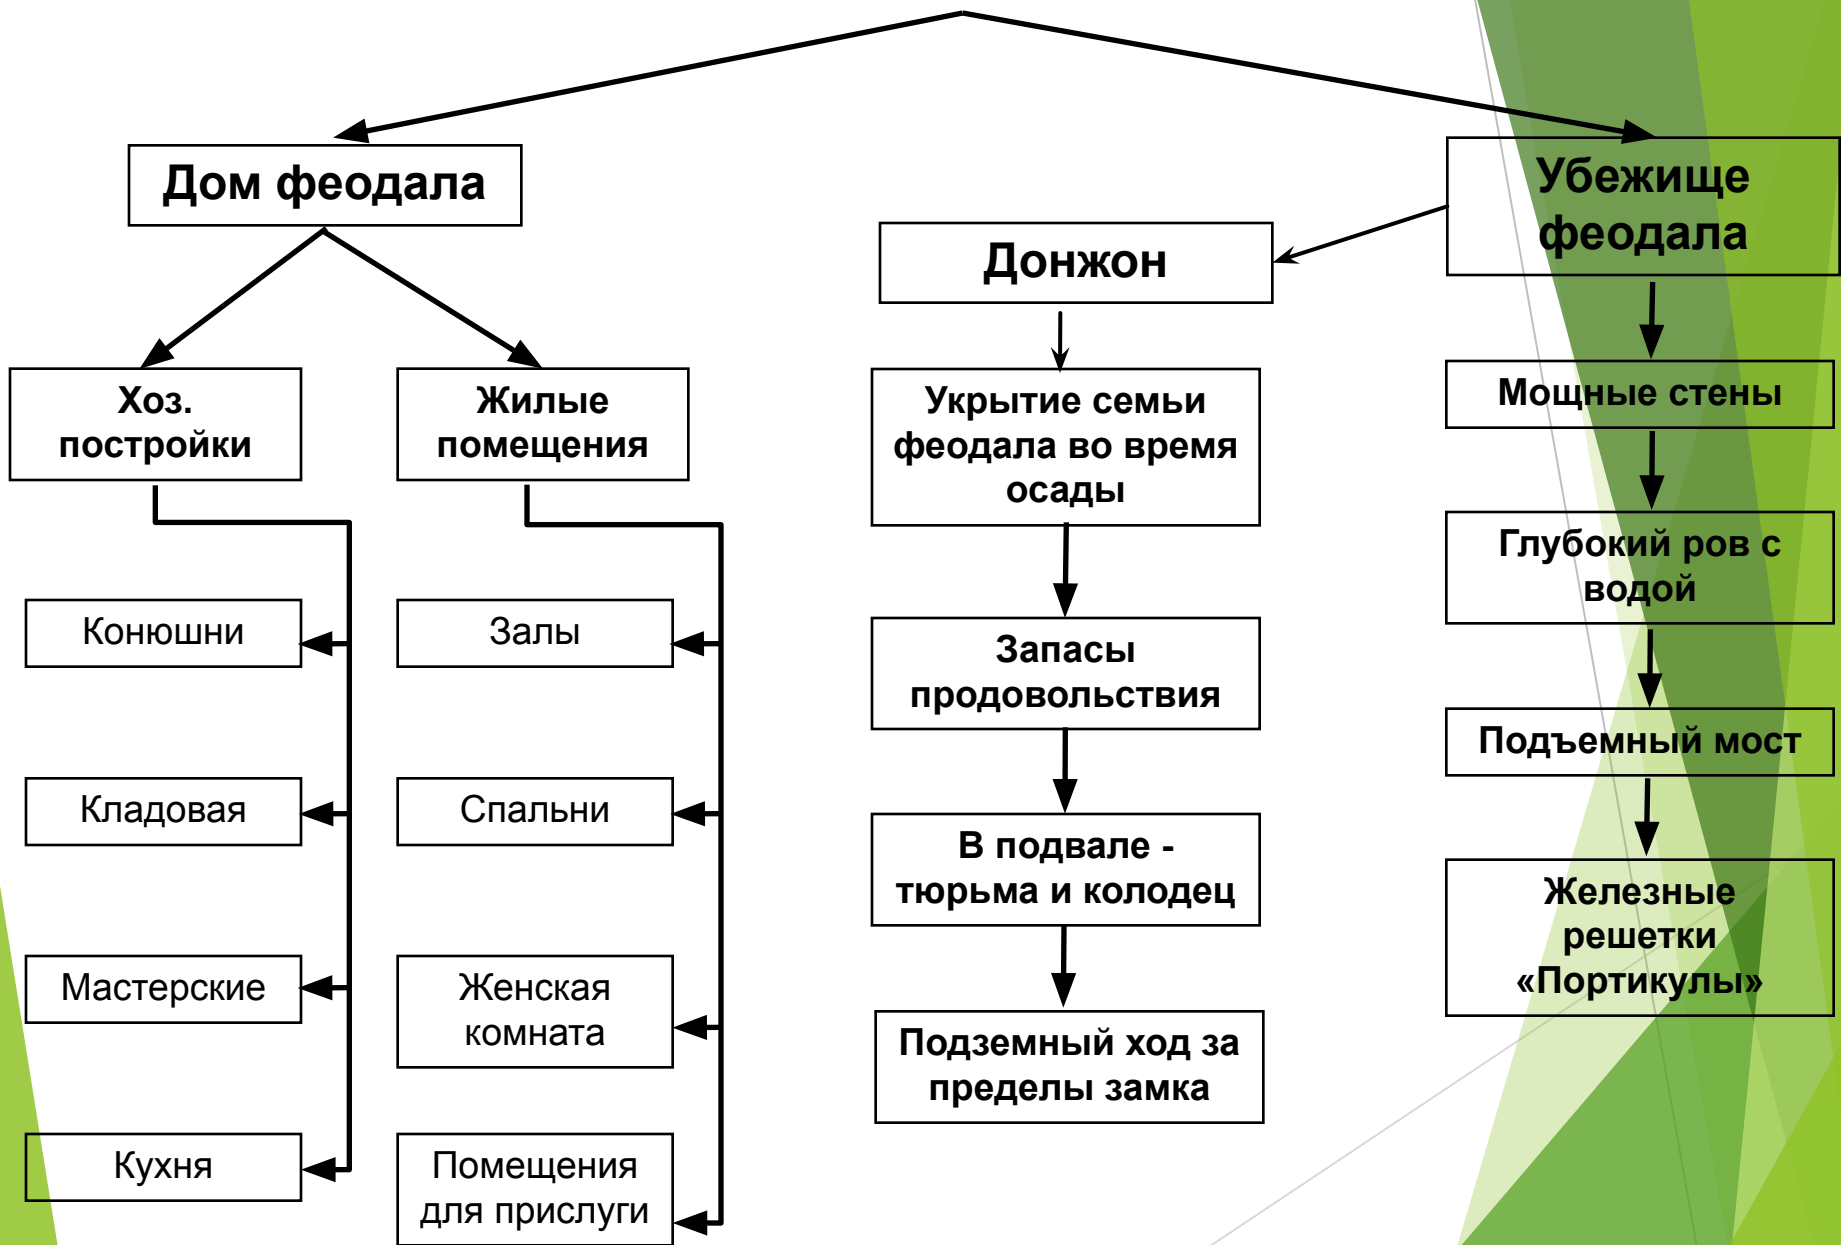 Дом феодала
Хоз.
постройки
Конюшни
Кладовая
Мастерские
Кухня
Жилые
помещения
Залы
Спальни
Женская
комната
Помещения
для прислуги
Донжон
Укрытие семьи
феодала во время
осады
Запасы
продовольствия
В подвале -
тюрьма и колодец
Подземный ход за
пределы замка
Убежище
феодала
Мощные стены
Глубокий ров с
водой
Подъемный мост
Железные
решетки
«Портикулы»